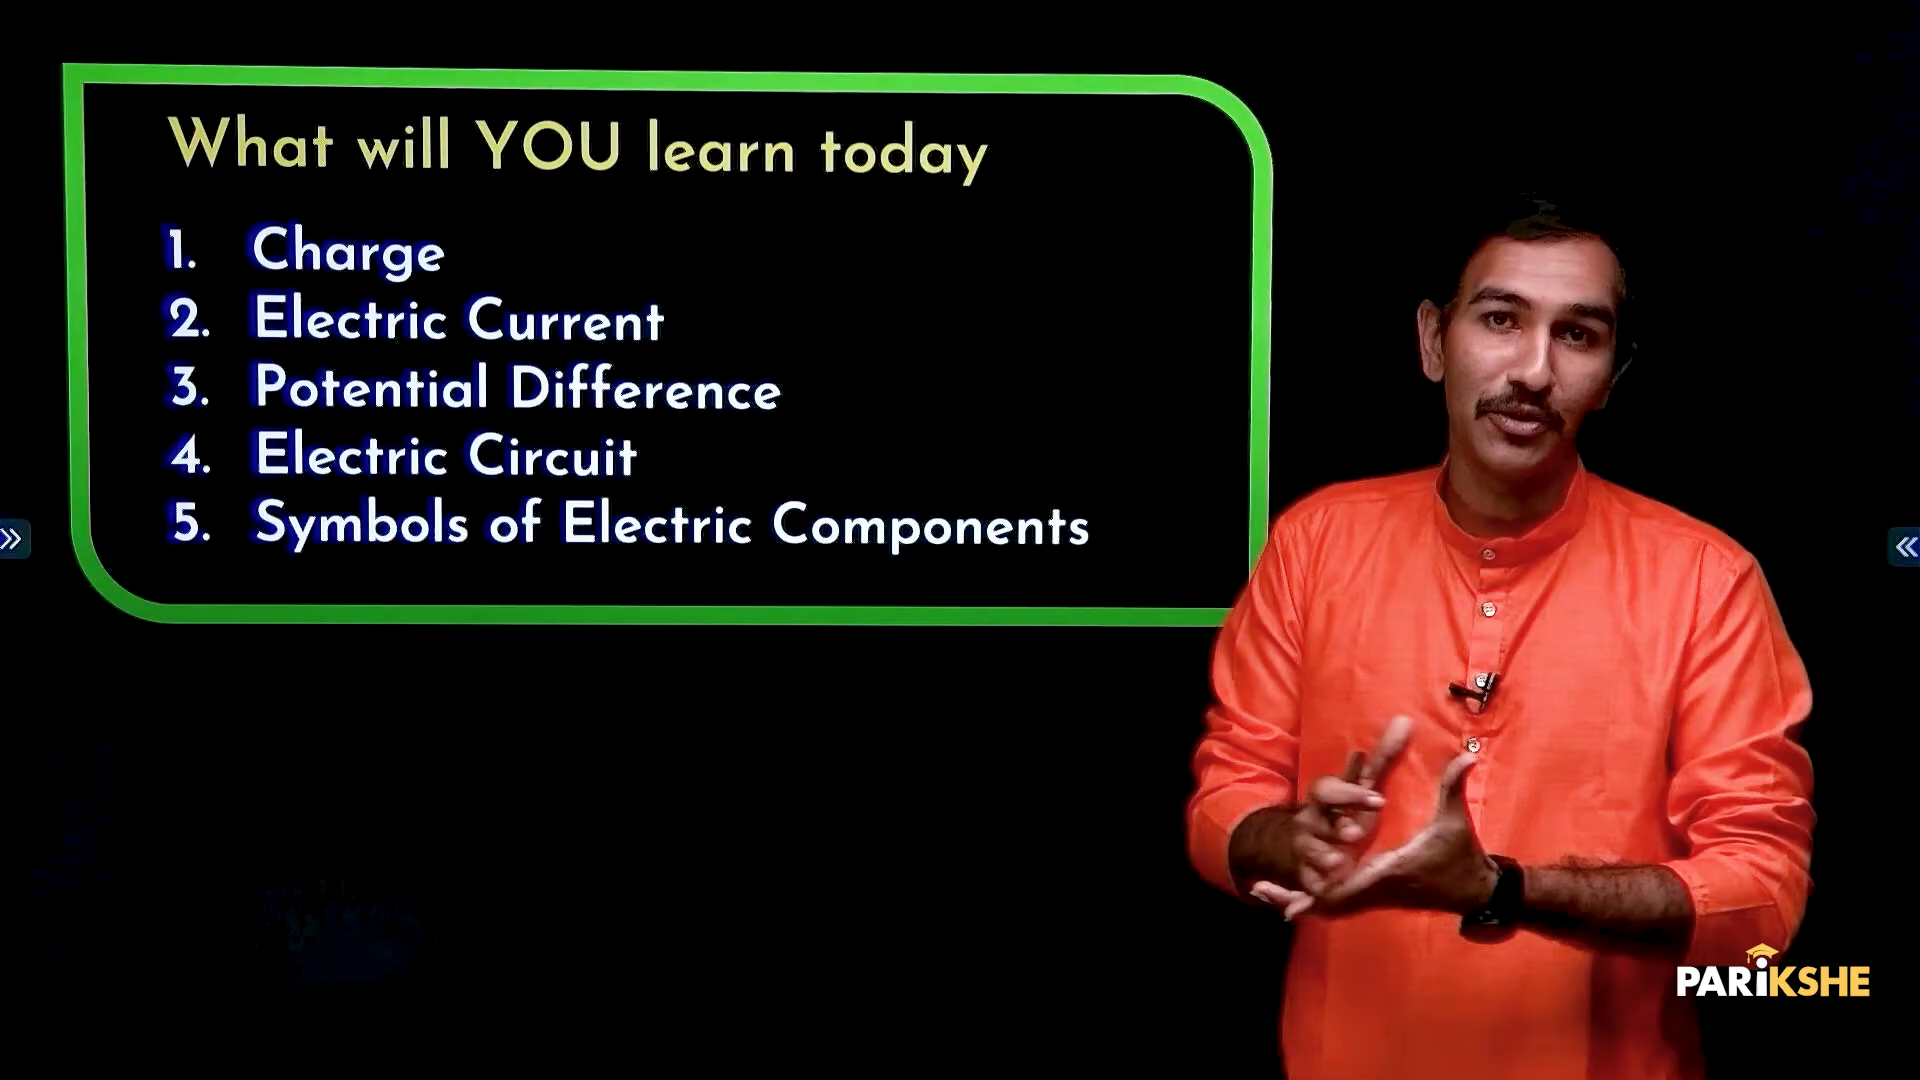 What will YOU learn today
1. Charge
2. Electric Current
3. Potential Difference
4. Electric Circuit
5. Symbols of Electric Components
PARiKSHE